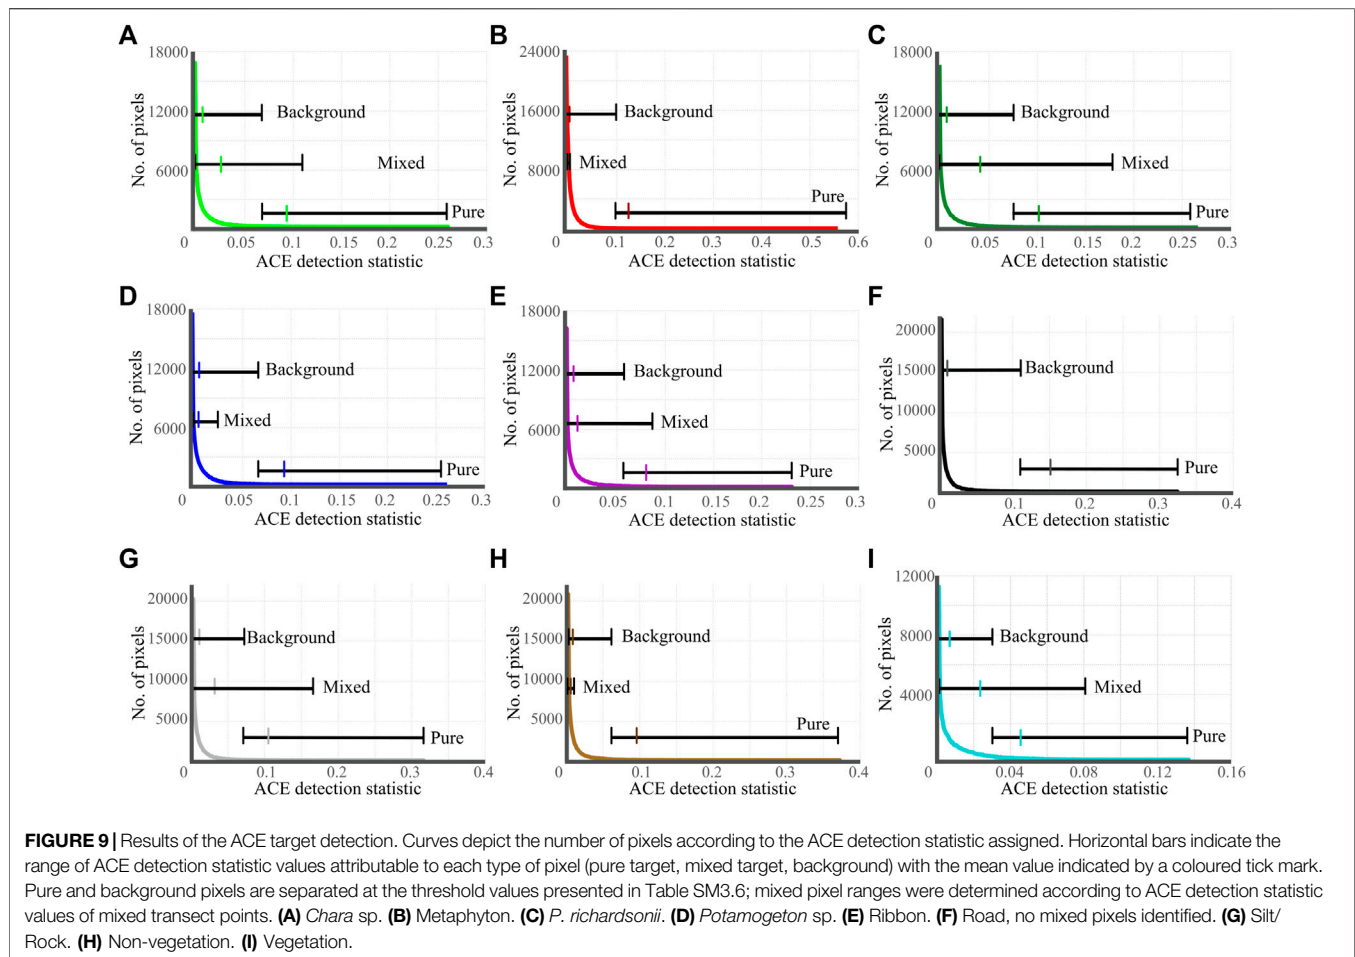 A
18000
12000
6000
No. of pixels
Background
Mixed
Pure
0 0.05 0.1 0.15 0.2 0.25 0.3
ACE detection statistic
B
24000
16000
8000
No. of pixels
Background
Mixed
Pure
0 0.1 0.2 0.3 0.4 0.5 0.6
ACE detection statistic
C
18000
12000
6000
No. of pixels
Background
Mixed
Pure
0 0.05 0.1 0.15 0.2 0.25 0.3
ACE detection statistic
D
18000
12000
6000
No. of pixels
Background
Mixed
Pure
0 0.05 0.1 0.15 0.2 0.25 0.3
ACE detection statistic
E
18000
12000
6000
No. of pixels
Background
Mixed
Pure
0 0.05 0.1 0.15 0.2 0.25 0.3
ACE detection statistic
F
20000
15000
10000
5000
No. of pixels
Background
Pure
0 0.1 0.2 0.3 0.4
ACE detection statistic
G
20000
15000
10000
5000
No. of pixels
Background
Mixed
Pure
0 0.1 0.2 0.3 0.4
ACE detection statistic
H
20000
15000
10000
5000
No. of pixels
Background
Mixed
Pure
0 0.1 0.2 0.3 0.4
ACE detection statistic
I
12000
8000
4000
No. of pixels
Background
Mixed
Pure
0 0.04 0.08 0.12 0.16
ACE detection statistic
FIGURE 9 | Results of the ACE target detection. Curves depict the number of pixels according to the ACE detection statistic assigned. Horizontal bars indicate the
range of ACE detection statistic values attributable to each type of pixel (pure target, mixed target, background) with the mean value indicated by a coloured tick mark.
Pure and background pixels are separated at the threshold values presented in Table SM3.6; mixed pixel ranges were determined according to ACE detection statistic
values of mixed transect points. (A) Chara sp. (B) Metaphyton. (C) P. richardsonii. (D) Potamogeton sp. (E) Ribbon. (F) Road, no mixed pixels identified. (G) Silt/
Rock. (H) Non-vegetation. (I) Vegetation.